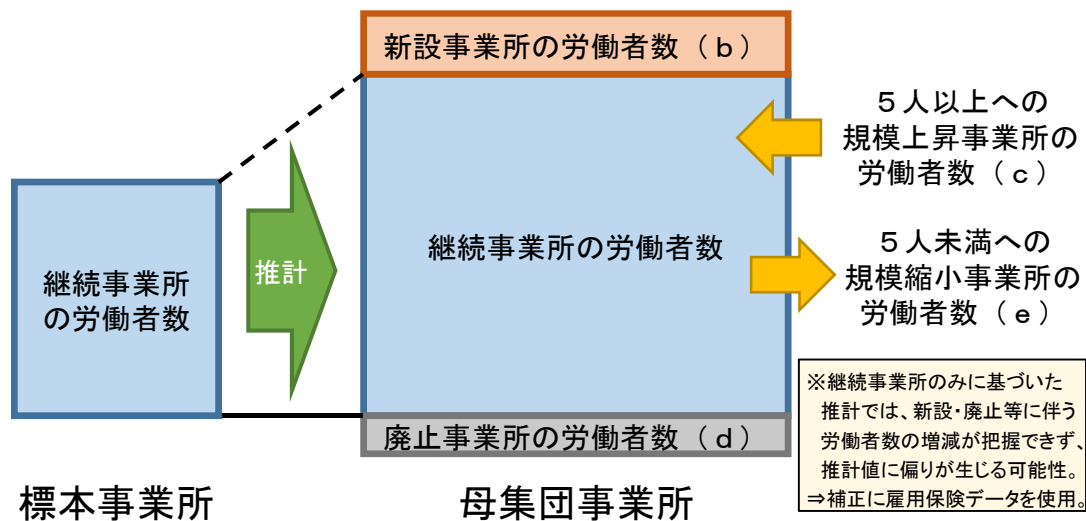 新設事業所の労働者数（ｂ）
５人以上への
規模上昇事業所の
労働者数（ｃ）
継続事業所
の労働者数
推計
継続事業所の労働者数
５人未満への
規模縮小事業所の
労働者数（ｅ）
廃止事業所の労働者数（ｄ）
※継続事業所のみに基づいた
推計では、新設・廃止等に伴う
労働者数の増減が把握できず、
推計値に偏りが生じる可能性。
⇒補正に雇用保険データを使用。
標本事業所
母集団事業所